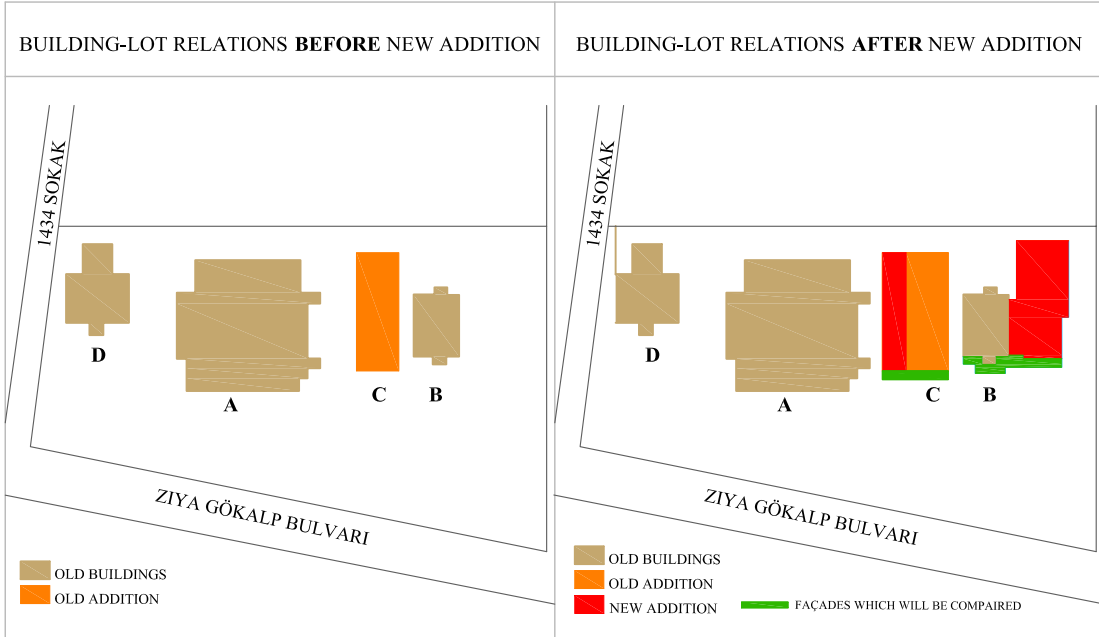 BUILDING-LOT RELATIONS BEFORE NEW ADDITION
1434 SOKAK
D
A
C
B
ZIYA GÖKALP BULVARI
OLD BUILDINGS
OLD ADDITION
BUILDING-LOT RELATIONS AFTER NEW ADDITION
1434 SOKAK
D
A
C
B
ZIYA GÖKALP BULVARI
OLD BUILDINGS
OLD ADDITION
NEW ADDITION
FAÇADES WHICH WILL BE COMPAIRED